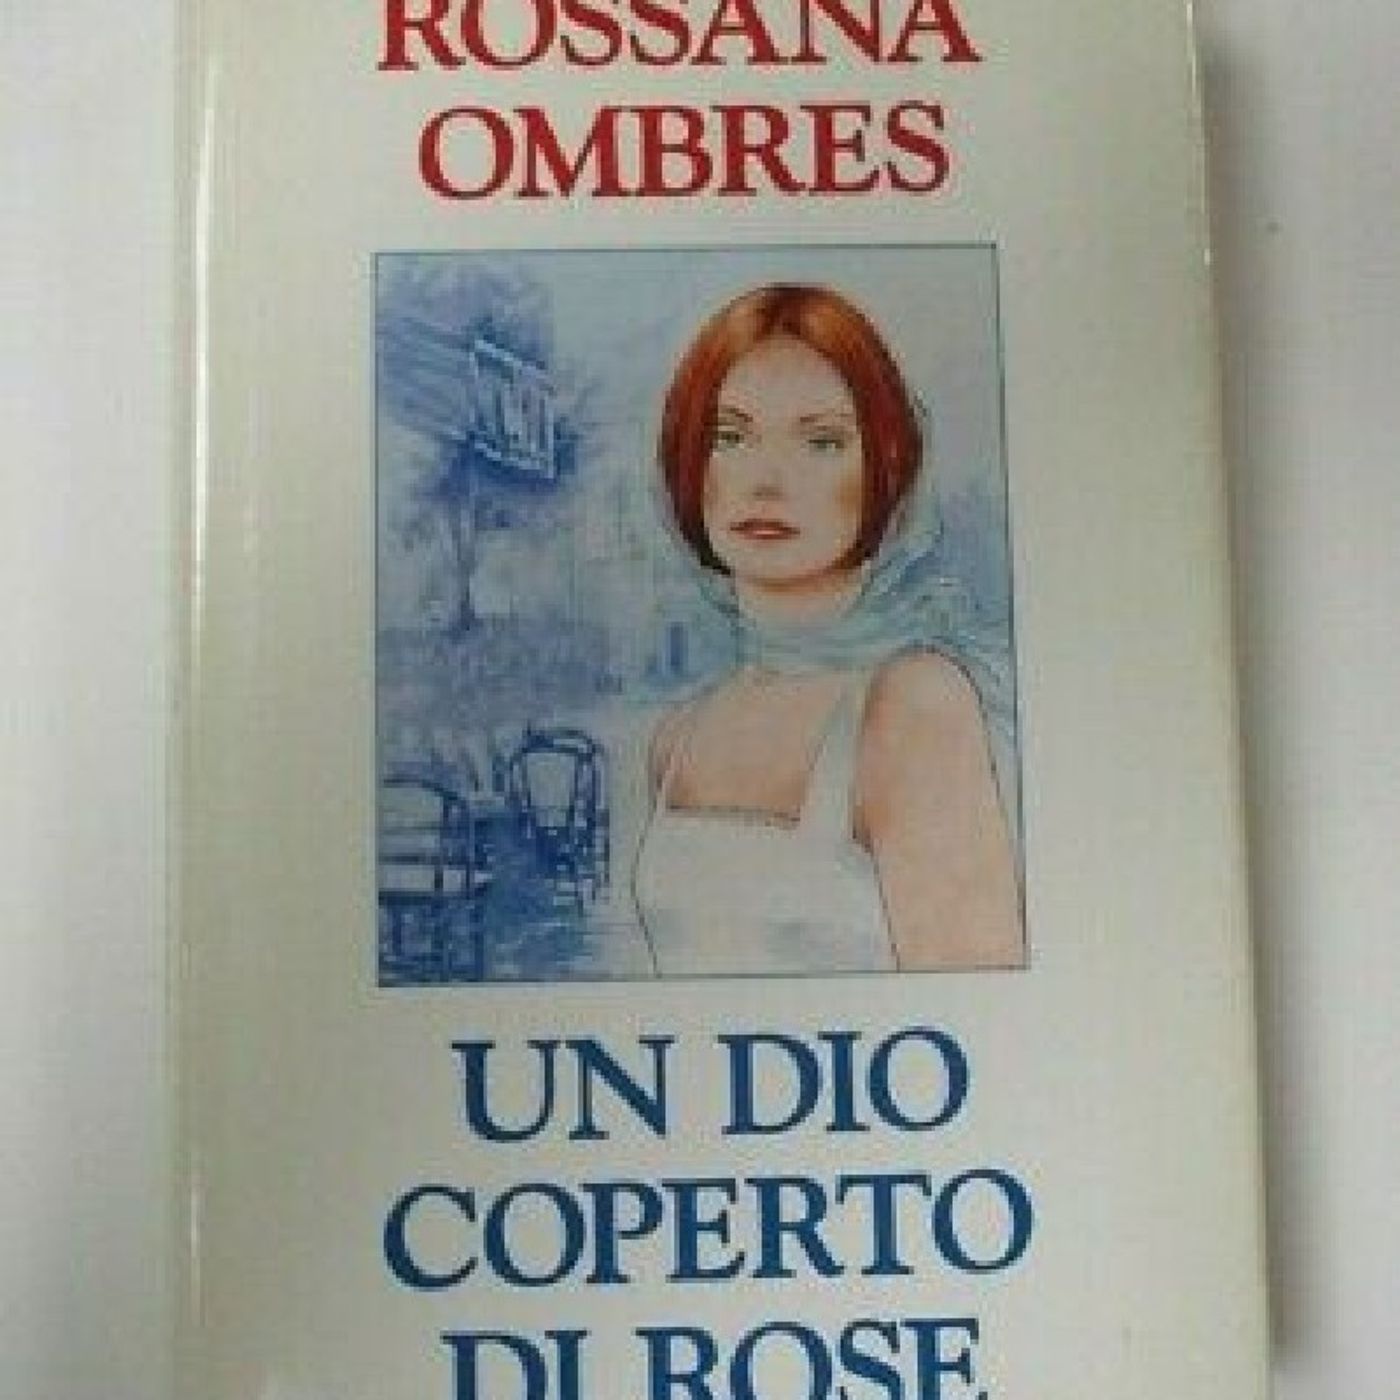 ROSSANA
OMBRES
UN DIO
COPERTO
DI ROSE